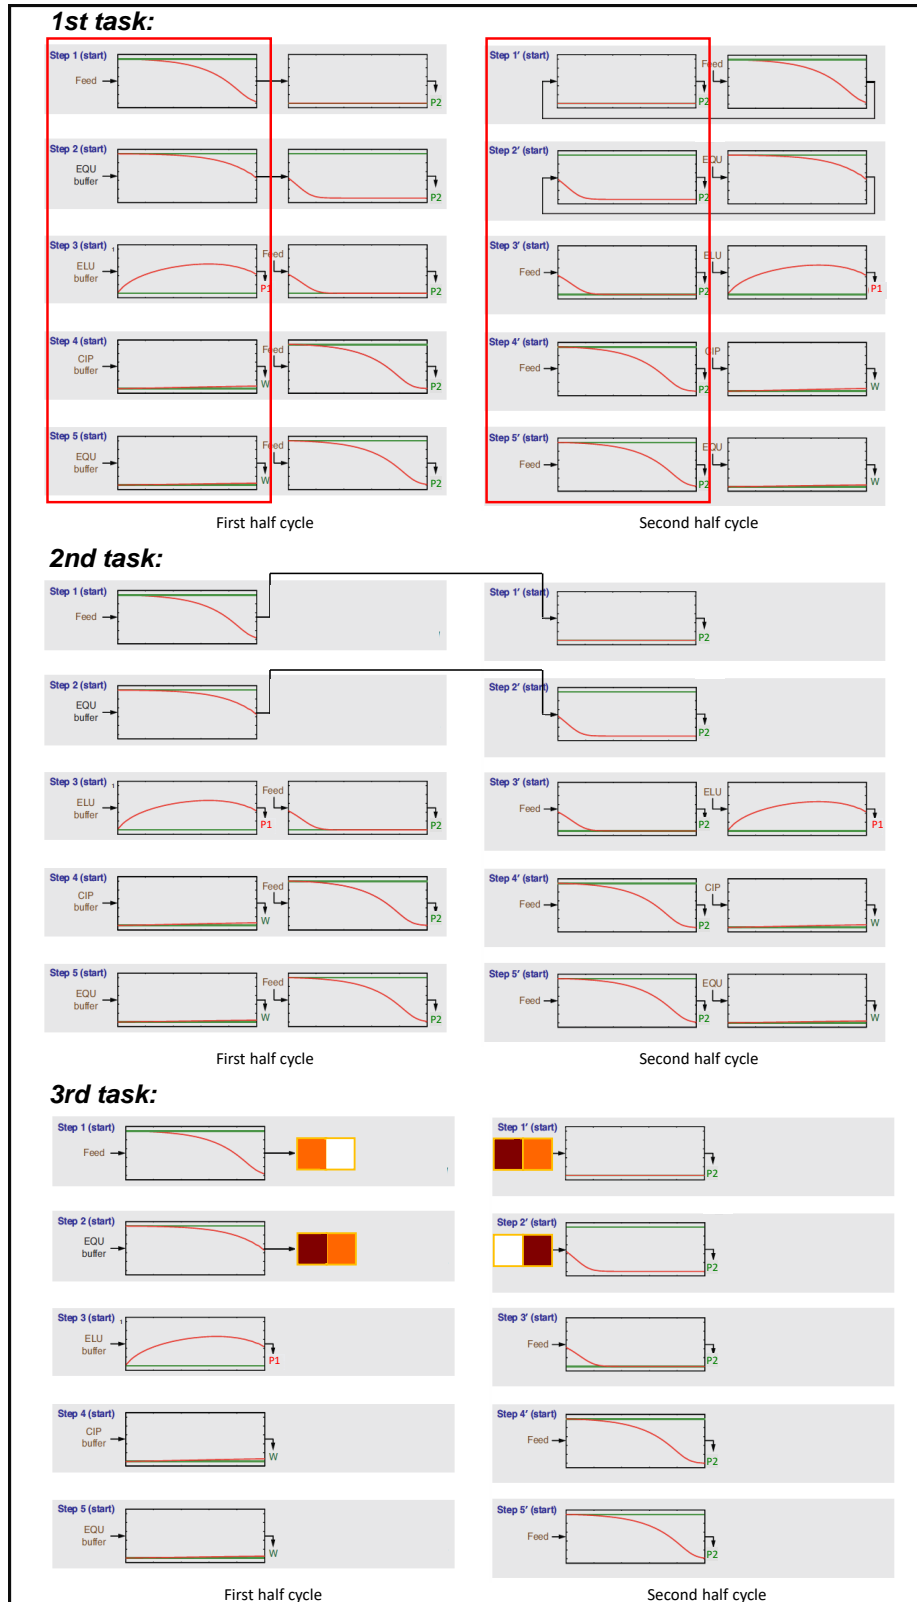 1st task:
Step 1 (start)
Feed
P2
Step 1' (start)
Feed
P2
Step 2 (start)
EQU
buffer
P2
Step 2' (start)
EQU
P2
Step 3 (start)
ELU
buffer
P1
Feed
P2
Step 3' (start)
Feed
P2
ELU
P1
Step 4 (start)
CIP
buffer
W
Feed
P2
Step 4' (start)
Feed
P2
CIP
W
Step 5 (start)
EQU
buffer
W
Feed
P2
Step 5' (start)
Feed
P2
EQU
W
First half cycle
Second half cycle
2nd task:
Step 1 (start)
Feed
Step 1' (start)
P2
Step 2 (start)
EQU
buffer
Step 2' (start)
P2
Step 3 (start)
ELU
buffer
P1
Feed
P2
Step 3' (start)
Feed
P2
ELU
P1
Step 4 (start)
CIP
buffer
W
Feed
P2
Step 4' (start)
Feed
P2
CIP
W
Step 5 (start)
EQU
buffer
W
Feed
P2
Step 5' (start)
Feed
P2
EQU
W
First half cycle
Second half cycle
3rd task:
Step 1 (start)
Feed
Step 1' (start)
P2
Step 2 (start)
EQU
buffer
Step 2' (start)
P2
Step 3 (start)
ELU
buffer
P1
Step 3' (start)
Feed
P2
Step 4 (start)
CIP
buffer
W
Step 4' (start)
Feed
P2
Step 5 (start)
EQU
buffer
W
Step 5' (start)
Feed
P2
First half cycle
Second half cycle